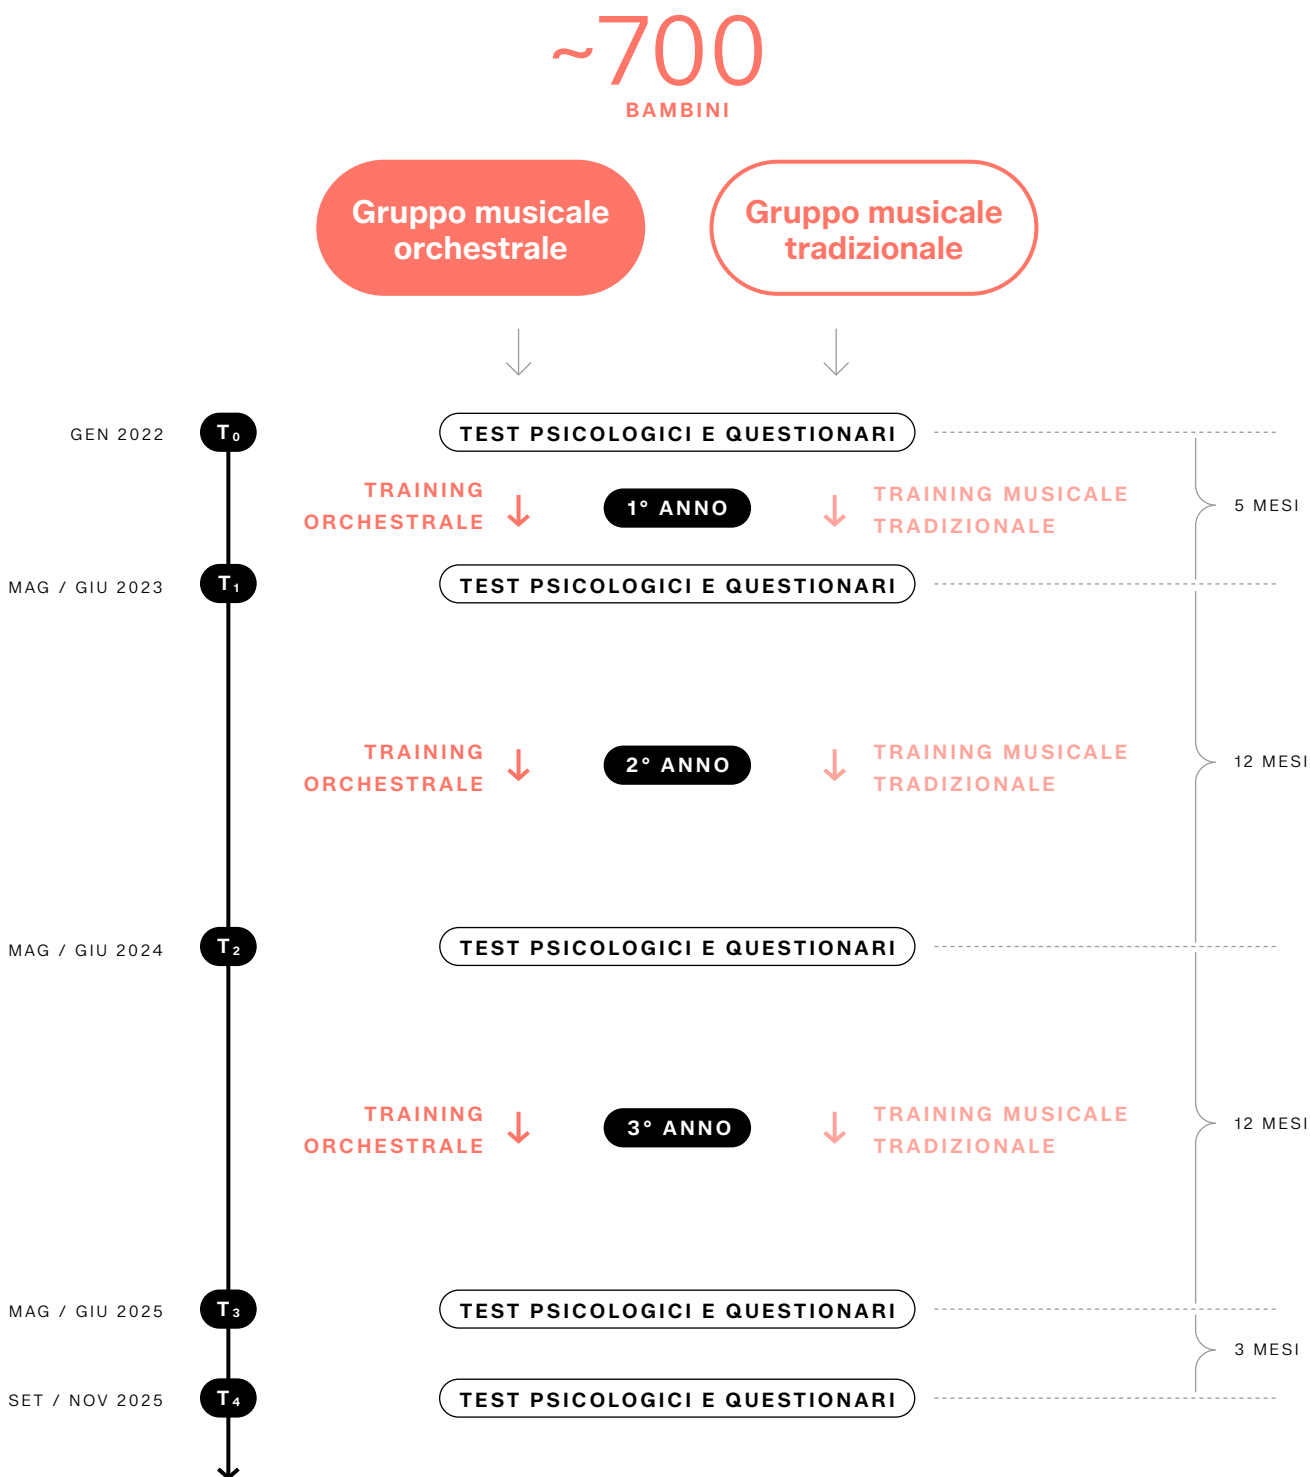 ~700
BAMBINI
Gruppo musicale
orchestrale
Gruppo musicale
tradizionale
GEN 2022
T₀
TEST PSICOLOGICI E QUESTIONARI
TRAINING
ORCHESTRALE
1° ANNO
TRAINING MUSICALE
TRADIZIONALE
5 MESI
MAG / GIU 2023
T₁
TEST PSICOLOGICI E QUESTIONARI
TRAINING
ORCHESTRALE
2° ANNO
TRAINING MUSICALE
TRADIZIONALE
12 MESI
MAG / GIU 2024
T₂
TEST PSICOLOGICI E QUESTIONARI
TRAINING
ORCHESTRALE
3° ANNO
TRAINING MUSICALE
TRADIZIONALE
12 MESI
MAG / GIU 2025
T₃
TEST PSICOLOGICI E QUESTIONARI
3 MESI
SET / NOV 2025
T₄
TEST PSICOLOGICI E QUESTIONARI